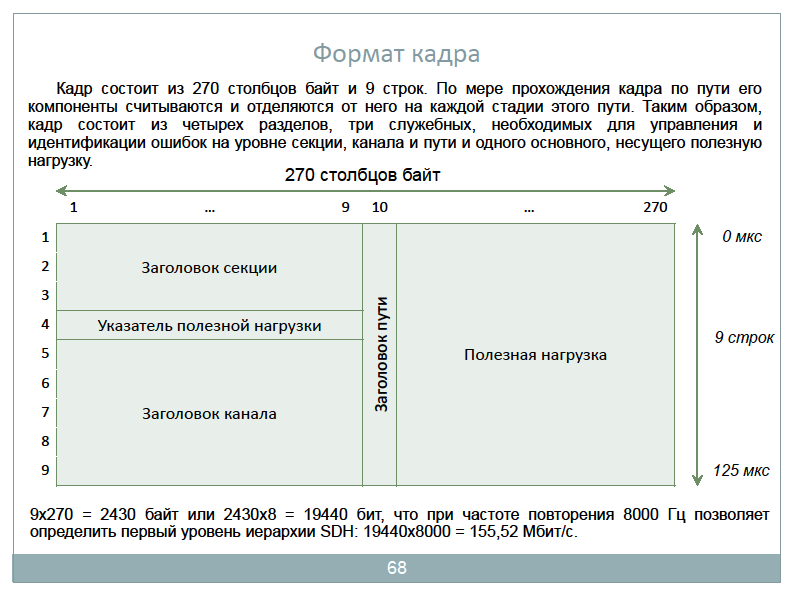 Формат кадра
Кадр состоит из 270 столбцов байт и 9 строк. По мере прохождения кадра по пути его
компоненты считываются и отделяются от него на каждой стадии этого пути. Таким образом,
кадр состоит из четырех разделов, три служебных, необходимых для управления и
идентификации ошибок на уровне секции, канала и пути и одного основного, несущего полезную
нагрузку.
270 столбцов байт
1 ... 9 10 ... 270
1
0 мкс
2
Заголовок секции
3
4
Указатель полезной нагрузки
9 строк
5
Заголовок пути
Полезная нагрузка
6
7
Заголовок канала
8
9
125 мкс
9х270 = 2430 байт или 2430х8 = 19440 бит, что при частоте повторения 8000 Гц позволяет
определить первый уровень иерархии SDH: 19440х8000 = 155,52 Мбит/с.
68